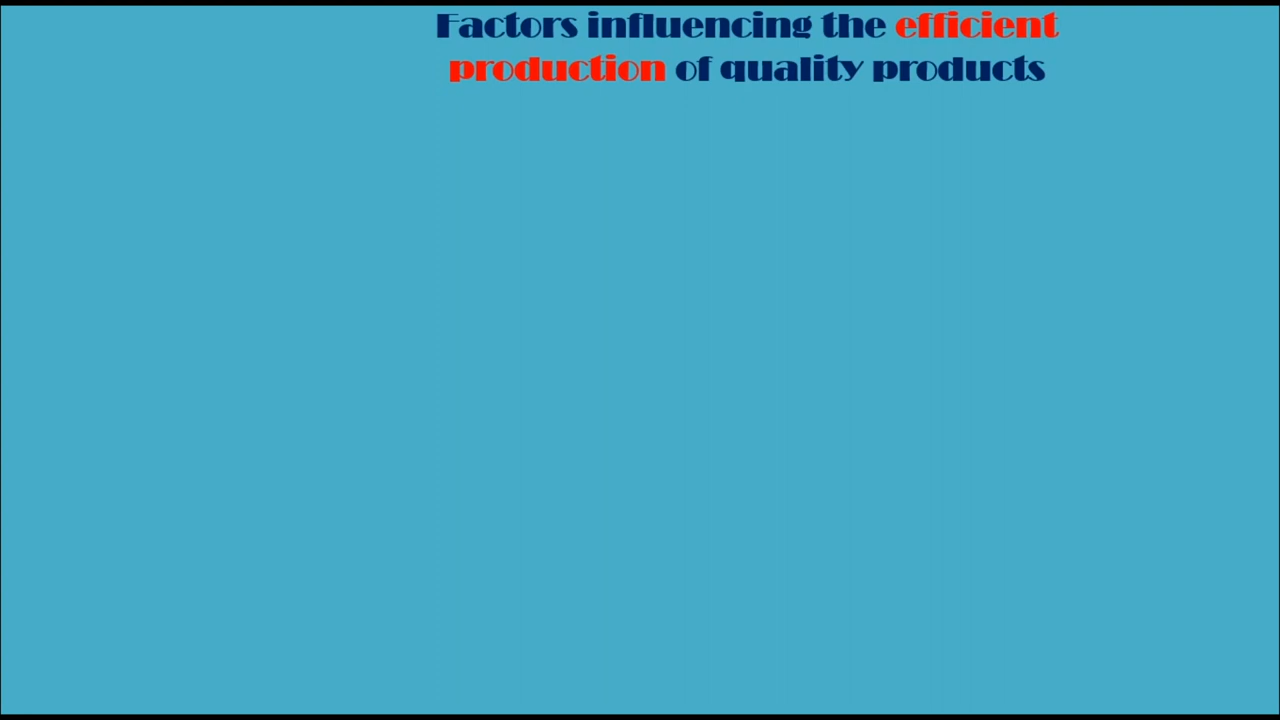 Factors influencing the efficient
production of quality products